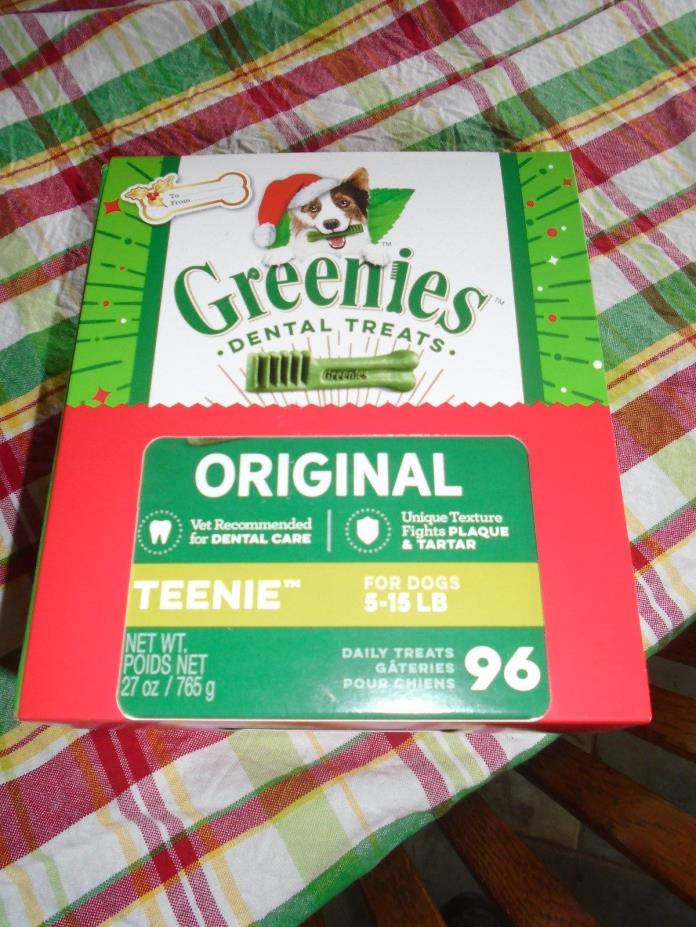 To
From
Greenies™
• DENTAL TREATS •
Greenies
ORIGINAL
Vet Recommended
for DENTAL CARE
Unique Texture
Fights PLAQUE
& TARTAR
TEENIE™
FOR DOGS
5-15 LB
NET WT.
POIDS NET
27 oz / 765 g
DAILY TREATS
GÂTERIES
POUR CHIENS
96